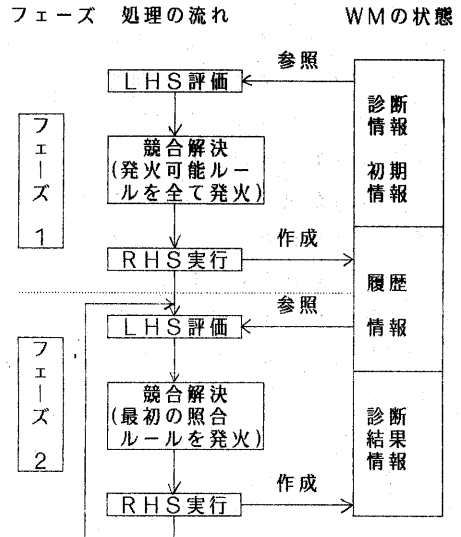 フェーズ 処理の流れ WMの状態
参照
LHS評価
診断
情報
初期
情報
フェーズ1
競合解決
(発火可能ルー
ルを全て発火)
作成
RHS実行
履歴
情報
参照
LHS評価
フェーズ2
競合解決
(最初の照合
ルールを発火)
診断
結果
情報
作成
RHS実行